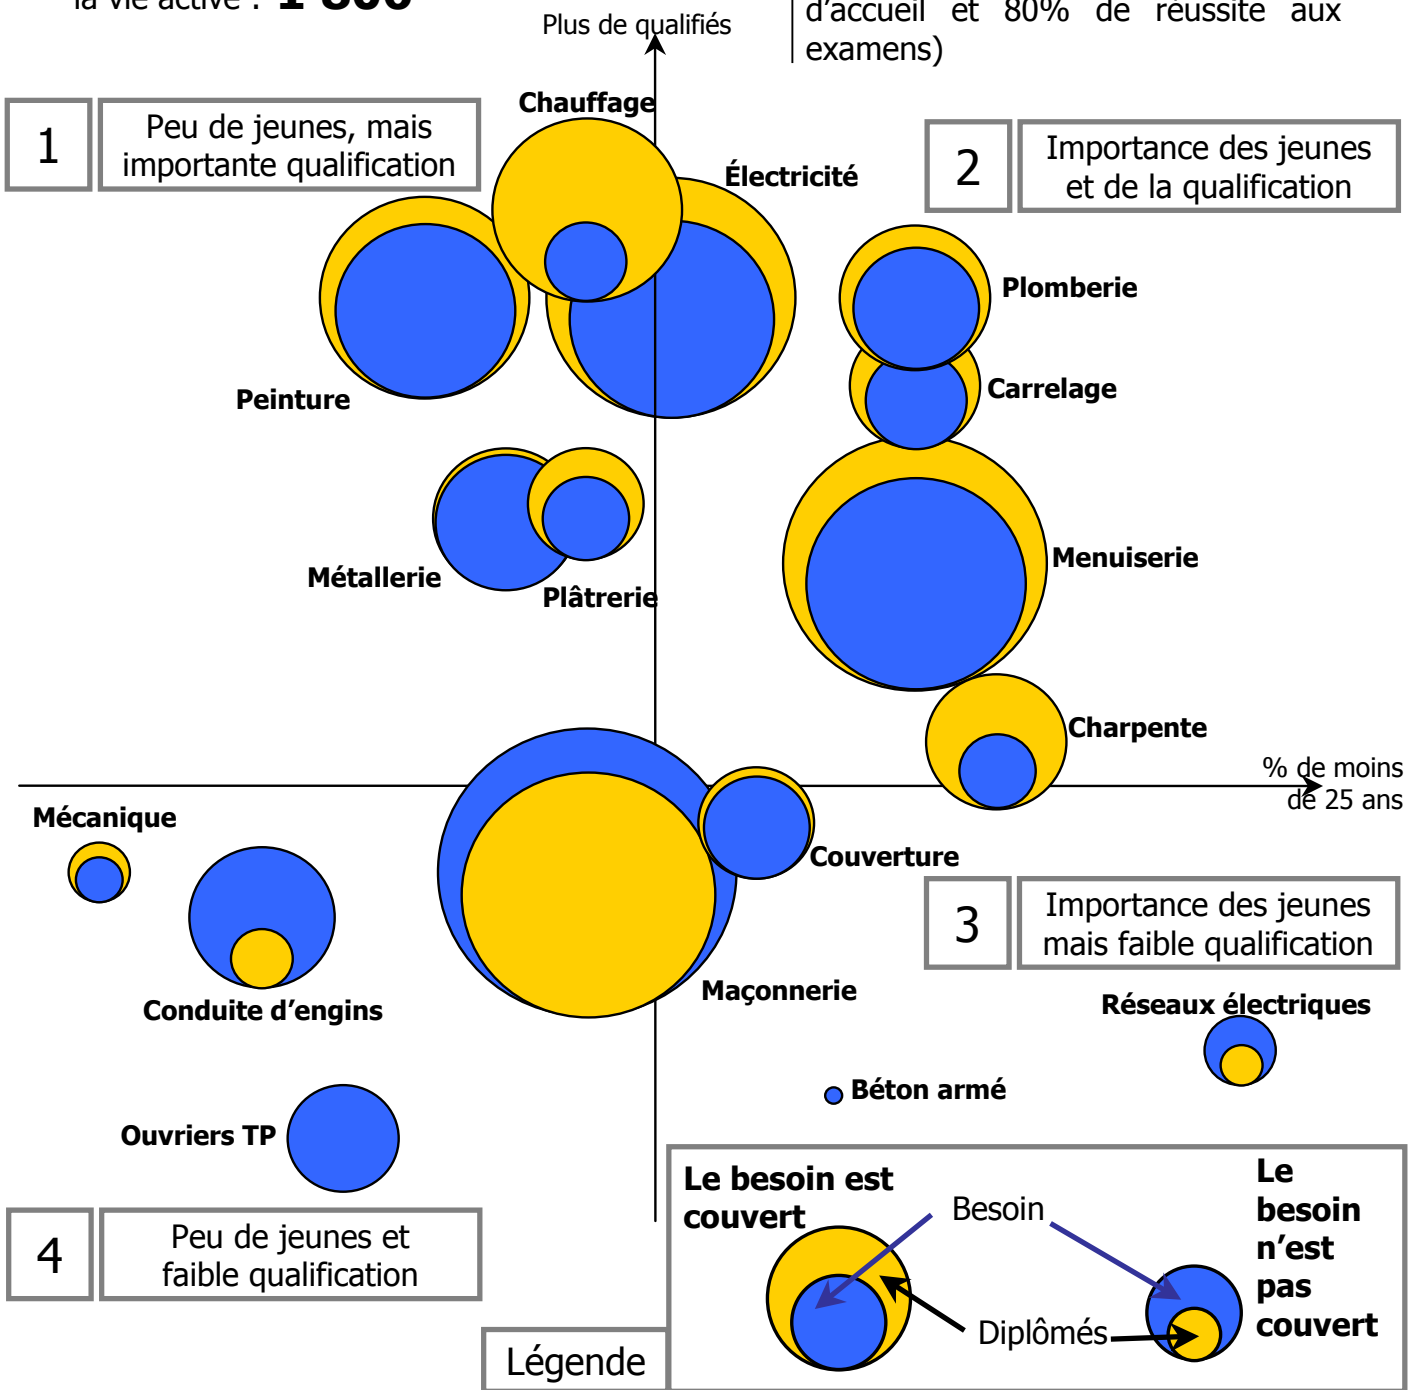 la vie active : 1 800
d'accueil et 80% de réussite aux
examens)
Plus de qualifiés
Chauffage
1
Peu de jeunes, mais
importante qualification
Électricité
2
Importance des jeunes
et de la qualification
Plomberie
Peinture
Carrelage
Métallerie
Plâtrerie
Menuiserie
Charpente
% de moins
de 25 ans
Mécanique
Couverture
3
Importance des jeunes
mais faible qualification
Conduite d'engins
Maçonnerie
Réseaux électriques
Béton armé
Ouvriers TP
4
Peu de jeunes et
faible qualification
Légende
Le besoin est
couvert
Besoin
Diplômés
Le
besoin
n'est
pas
couvert